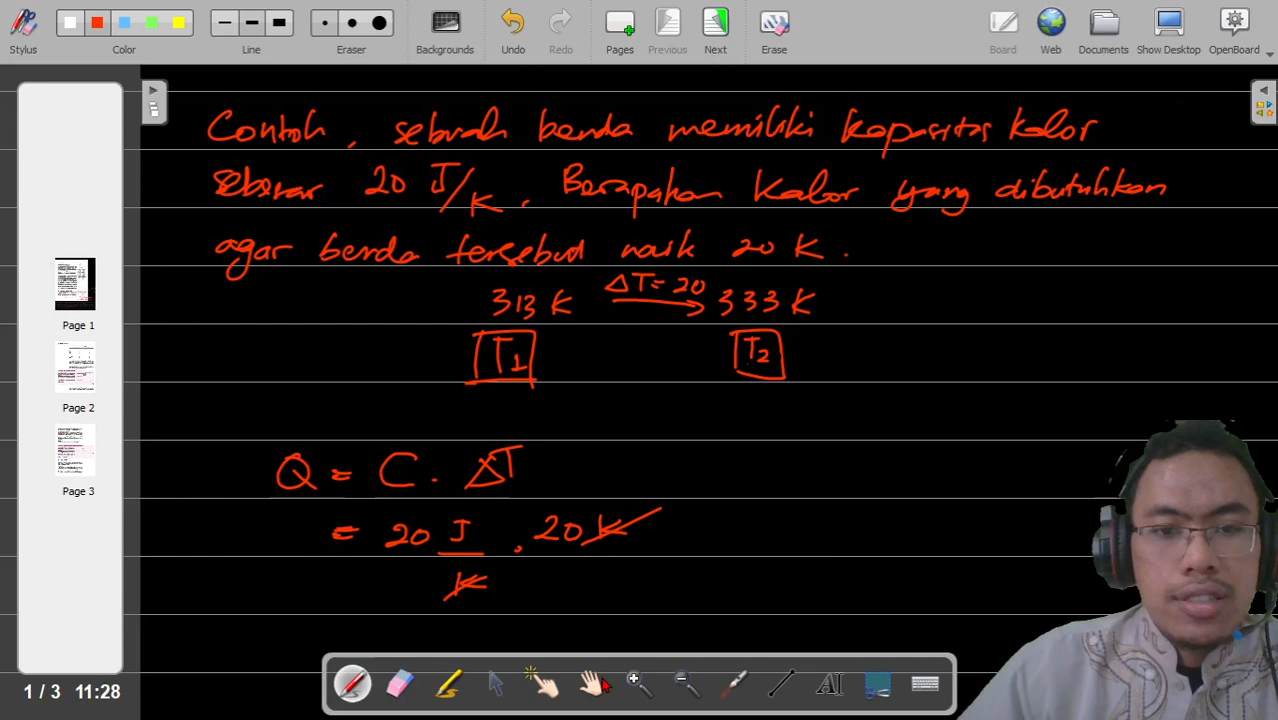 Stylus
Color
Line
Eraser
Backgrounds
Undo
Redo
Pages
Previous
Next
Erase
Board
Web
Documents
Show Desktop
OpenBoard
Contoh, sebuah benda memiliki kapasitas kalor
sebesar 20 J/K. Berapakah kalor yang dibutuhkan
agar benda tersebut naik 20 K.
313 K ΔT = 20 333 K
T1 T2
Q = C . ΔT
= 20 J/K . 20 K
Page 1
Page 2
Page 3
1 / 3 11:28
AI